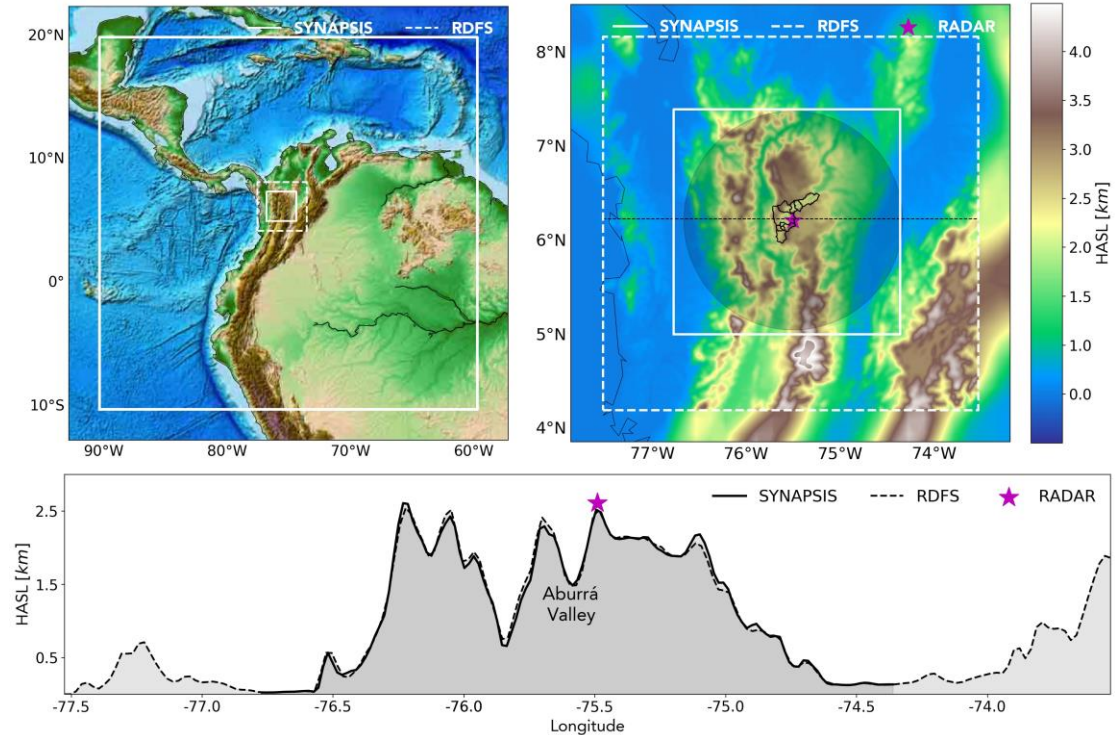 SYNAPSIS RDFS
20°N
10°N
0°
10°S
90°W 80°W 70°W 60°W
SYNAPSIS RDFS RADAR
8°N
7°N
6°N
5°N
4°N
77°W 76°W 75°W 74°W
4.0
3.5
3.0
2.5
2.0
1.5
1.0
0.0
HASL [km]
SYNAPSIS RDFS RADAR
HASL [km]
2.5
1.5
0.5
Aburrá
Valley
-77.5 -77.0 -76.5 -76.0 -75.5 -75.0 -74.5 -74.0
Longitude